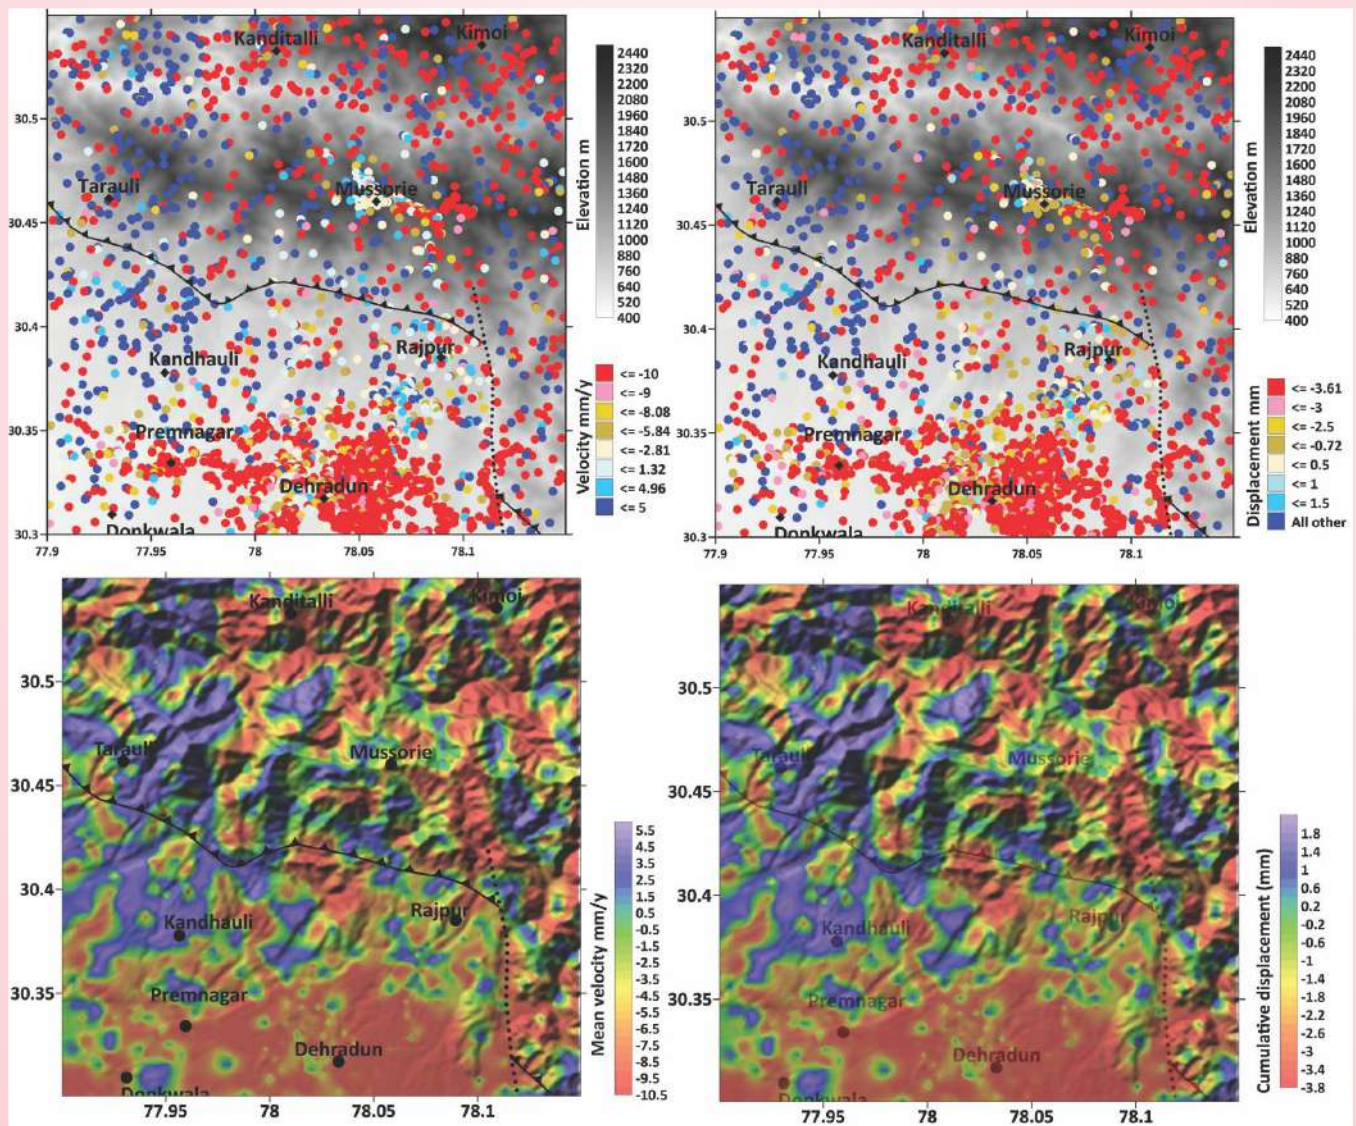 Kanditalli
Kimoi
30.5
Tarauli
Mussorie
30.45
30.4
Rajpur
Kandhauli
30.35
Premnagar
Dehradun
Donkwala
30.3
77.9
77.95
78
78.05
78.1
2440
2320
2200
2080
1960
1840
1720
1600
1480
1360
1240
1120
1000
880
760
640
520
400
Elevation m
<= -10
<= -9
<= -8.08
<= -5.84
<= -2.81
<= 1.32
<= 4.96
<= 5
Velocity mm/y
Kanditalli
Kimoi
30.5
Tarauli
Mussorie
30.45
30.4
Rajpur
Kandhauli
30.35
Premnagar
Dehradun
Donkwala
30.3
77.9
77.95
78
78.05
78.1
2440
2320
2200
2080
1960
1840
1720
1600
1480
1360
1240
1120
1000
880
760
640
520
400
Elevation m
<= -3.61
<= -3
<= -2.5
<= -0.72
<= 0.5
<= 1
<= 1.5
All other
Displacement mm
Kanditalli
Kimoi
30.5
Tarauli
Mussorie
30.45
30.4
Rajpur
Kandhauli
30.35
Premnagar
Dehradun
Donkwala
77.95
78
78.05
78.1
5.5
4.5
3.5
2.5
1.5
0.5
-0.5
-1.5
-2.5
-3.5
-4.5
-5.5
-6.5
-7.5
-8.5
-9.5
-10.5
Mean velocity mm/y
Kanditalli
Kimoi
30.5
Tarauli
Mussorie
30.45
30.4
Rajpur
Kandhauli
30.35
Premnagar
Dehradun
Donkwala
77.95
78
78.05
78.1
1.8
1.4
1
0.6
0.2
-0.2
-0.6
-1
-1.4
-1.8
-2.2
-2.6
-3
-3.4
-3.8
Cumulative displacement (mm)